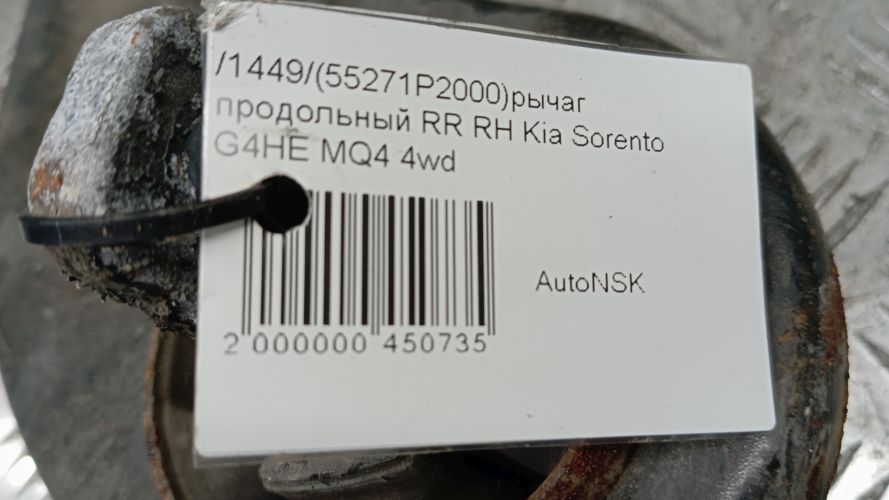 /1449/(55271P2000)рычаг
продольный RR RH Kia Sorento
G4HE MQ4 4wd
AutoNSK
2 000000 450735